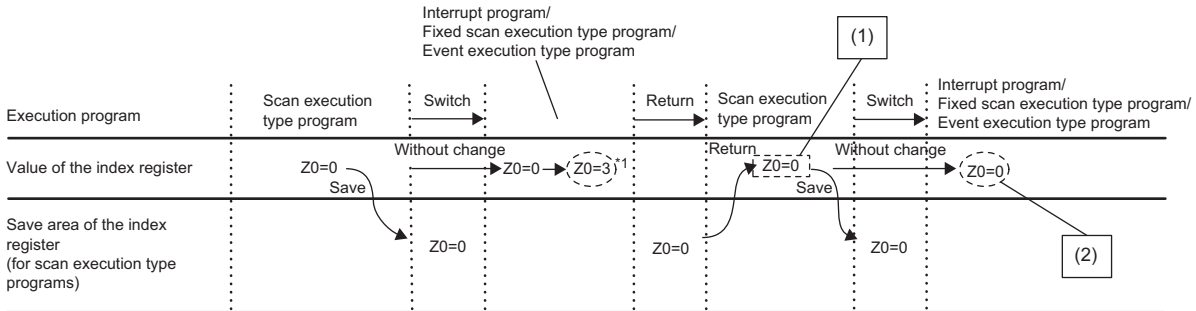 Interrupt program/
Fixed scan execution type program/
Event execution type program
(1)
Execution program
Scan execution
type program
Switch
Return
Scan execution
type program
Switch
Interrupt program/
Fixed scan execution type program/
Event execution type program
Value of the index register
Z0=0
Save
Without change
Z0=0
Z0=3
*1
Return
Z0=0
Save
Without change
Z0=0
Save area of the index
register
(for scan execution type
programs)
Z0=0
Z0=0
Z0=0
(2)